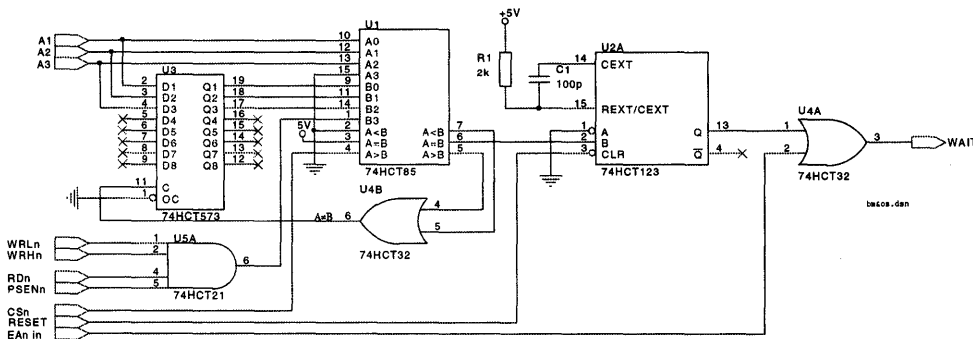 +5V
U1
U2A
A1
A2
A3
10
12
13
15
9
11
14
1
2
3
4
A0
A1
A2
A3
B0
B1
B2
B3
A<B
A=B
A>B
A<B
A=B
A>B
7
6
5
74HCT85
5V
U3
2
3
4
5
6
7
8
9
D1
D2
D3
D4
D5
D6
D7
D8
Q1
Q2
Q3
Q4
Q5
Q6
Q7
Q8
19
18
17
16
15
14
13
12
11
1
C
OC
74HCT573
R1
2k
C1
100p
14
15
1
2
3
CEXT
REXT/CEXT
A
B
CLR
Q
Q
13
4
74HCT123
U4A
1
2
3
74HCT32
WAIT
U4B
A≠B
6
4
5
74HCT32
WRLn
WRHn
RDn
PSENn
U5A
1
2
4
5
6
74HCT21
CSn
RESET
EAn in